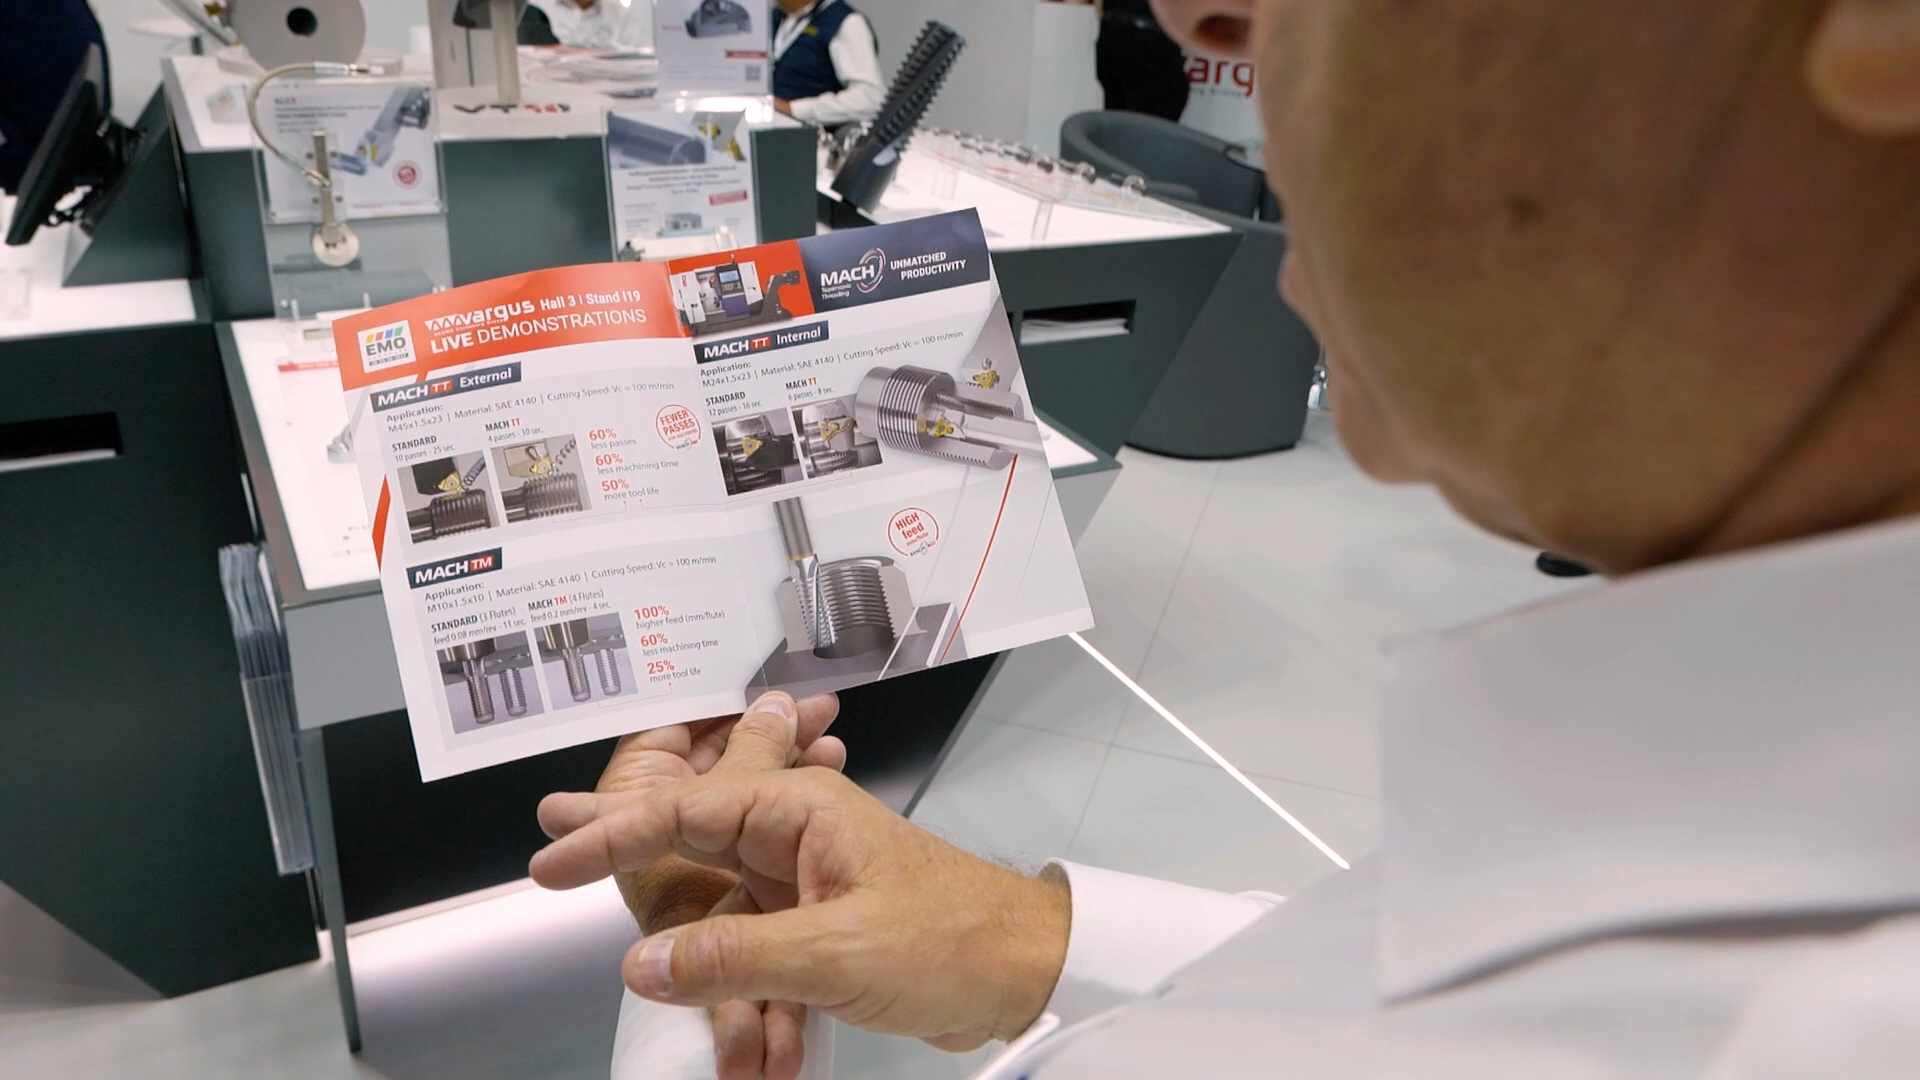 vargus Hall 3 | Stand I19
LIVE DEMONSTRATIONS
EMO
MACH
Supersonic
Threading
UNMATCHED
PRODUCTIVITY
MACH TT External
Application:
M45x1.5x23 | Material: SAE 4140 | Cutting Speed: Vc = 100 m/min
STANDARD
10 passes - 25 sec.
MACH TT
4 passes - 10 sec.
60%
less passes
60%
less machining time
50%
more tool life
FEWER
PASSES
MACH TT Internal
Application:
M24x1.5x23 | Material: SAE 4140 | Cutting Speed: Vc = 100 m/min
STANDARD
12 passes - 16 sec.
MACH TT
6 passes - 8 sec.
MACH TM
Application:
M10x1.5x10 | Material: SAE 4140 | Cutting Speed: Vc = 100 m/min
STANDARD (3 Flutes)
feed 0.08 mm/rev - 11 sec.
MACH TM (4 Flutes)
feed 0.2 mm/rev - 4 sec.
100%
higher feed (mm/flute)
60%
less machining time
25%
more tool life
HIGH
feed
mm/flute